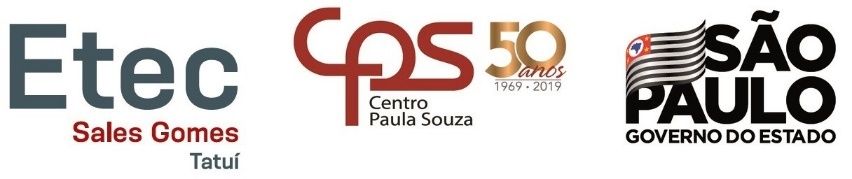 Etec
Sales Gomes
Tatuí
cps
Centro
Paula Souza
50
anos
1969 · 2019
SÃO
PAULO
GOVERNO DO ESTADO